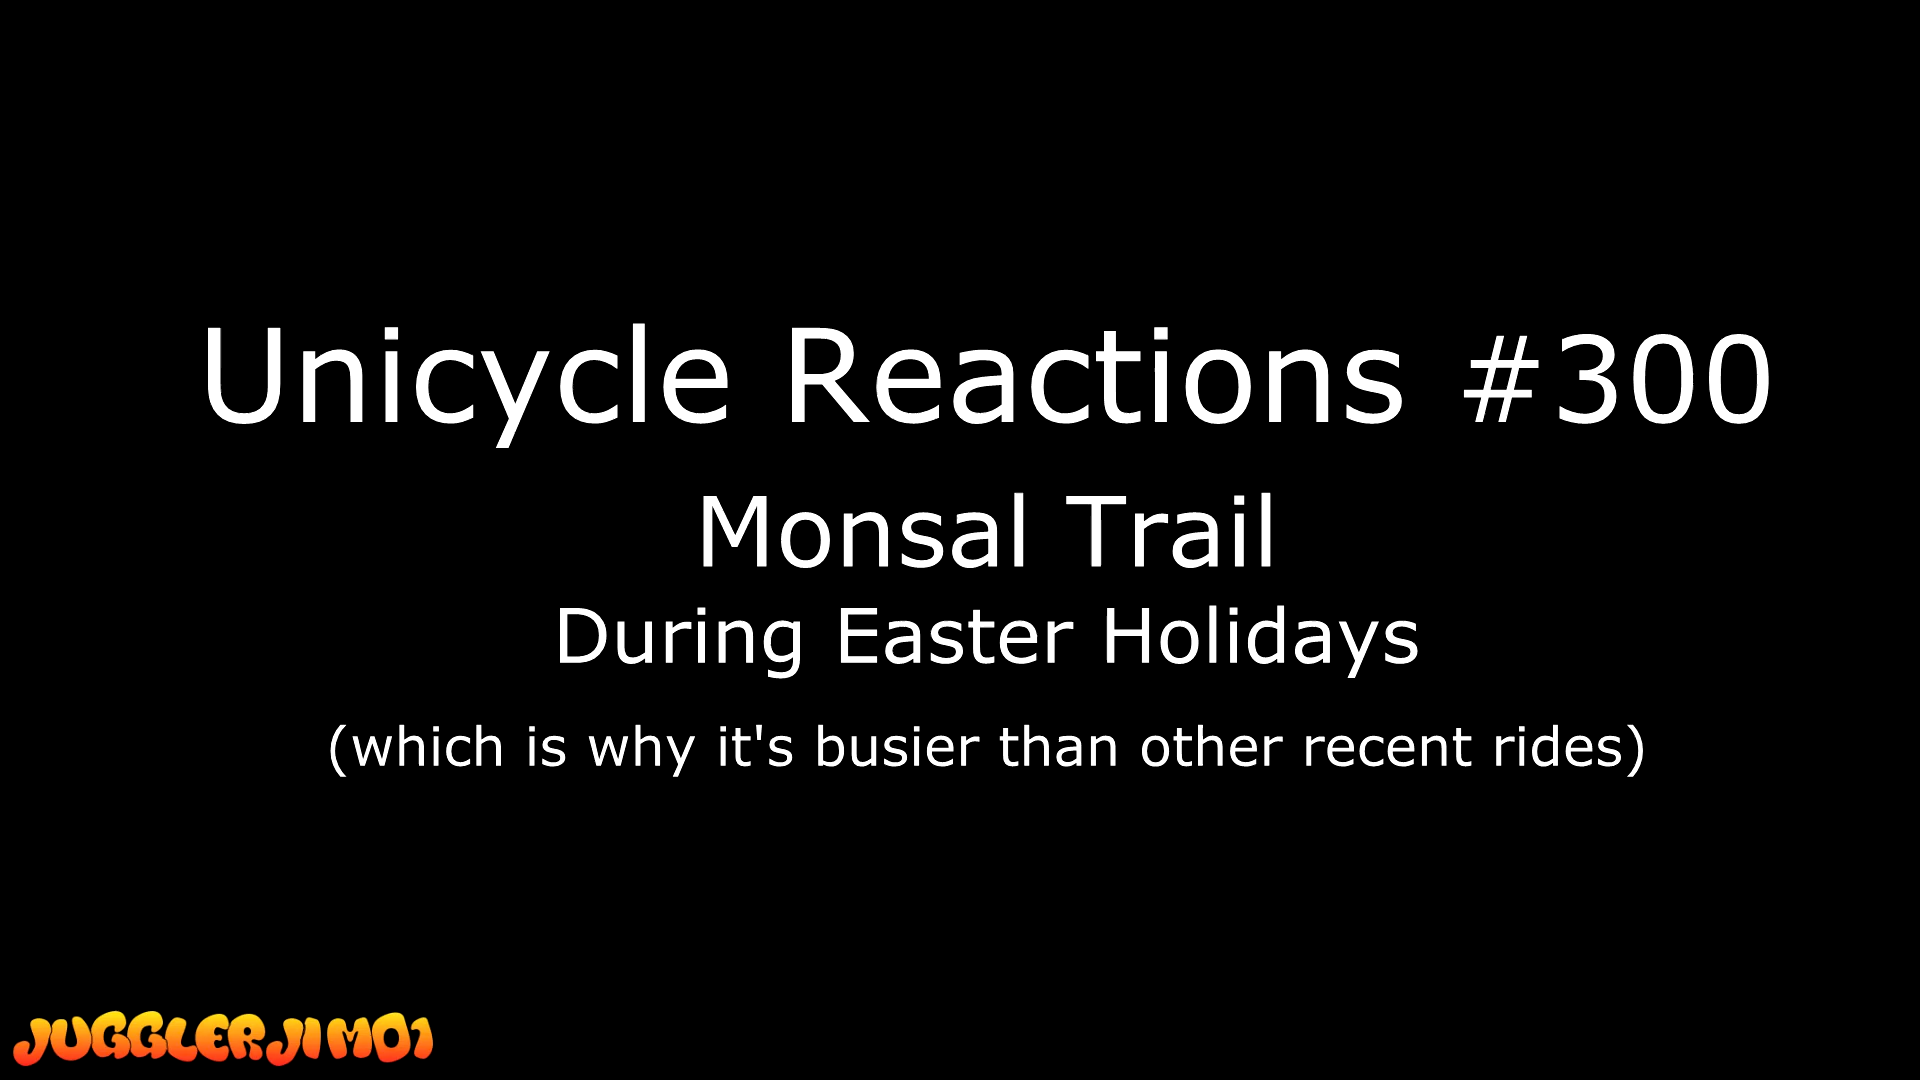 Unicycle Reactions #300
Monsal Trail
During Easter Holidays
(which is why it's busier than other recent rides)
JUGGLERJIM01